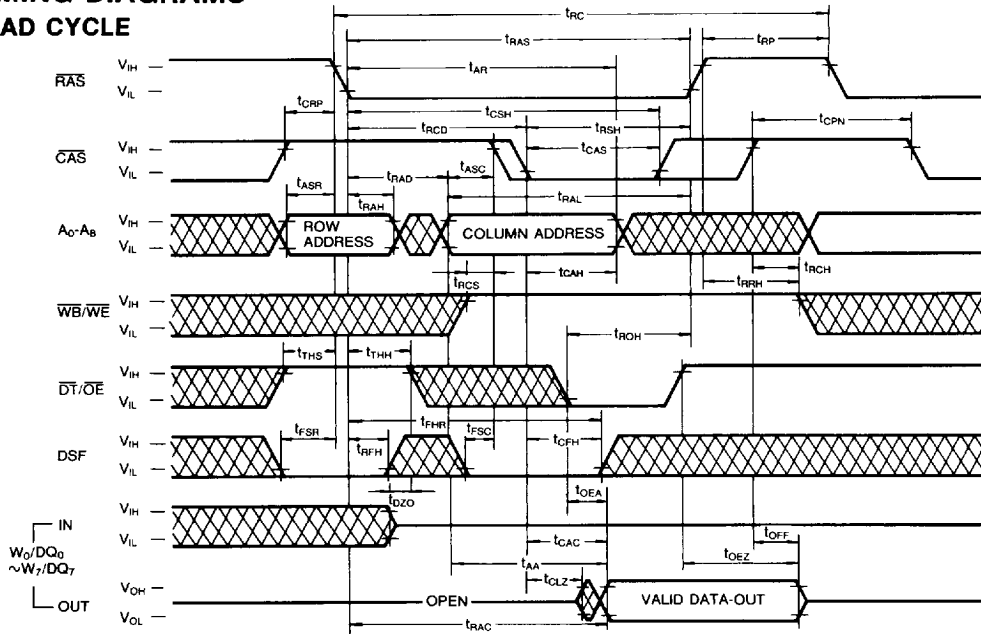 TIMING DIAGRAMS
READ CYCLE
tRC
tRAS
tRP
tAR
RAS
VIH
VIL
tCRP
tCSH
tCPN
tRCD
tRSH
CAS
VIH
VIL
tCAS
tASR
tRAD
tASC
tRAH
tRAL
A0-A8
VIH
VIL
ROW ADDRESS
COLUMN ADDRESS
tCAH
tRCH
tRCS
tRRH
WB/WE
VIH
VIL
tROH
tTHS
tTHH
DT/OE
VIH
VIL
tFHR
tFSR
tFSC
tRFH
tCFH
DSF
VIH
VIL
tOEA
tDZO
IN
VIH
VIL
tCAC
tOFF
W0/DQ0
~W7/DQ7
tOEZ
tAA
tCLZ
OUT
VOH
VOL
OPEN
VALID DATA-OUT
tRAC